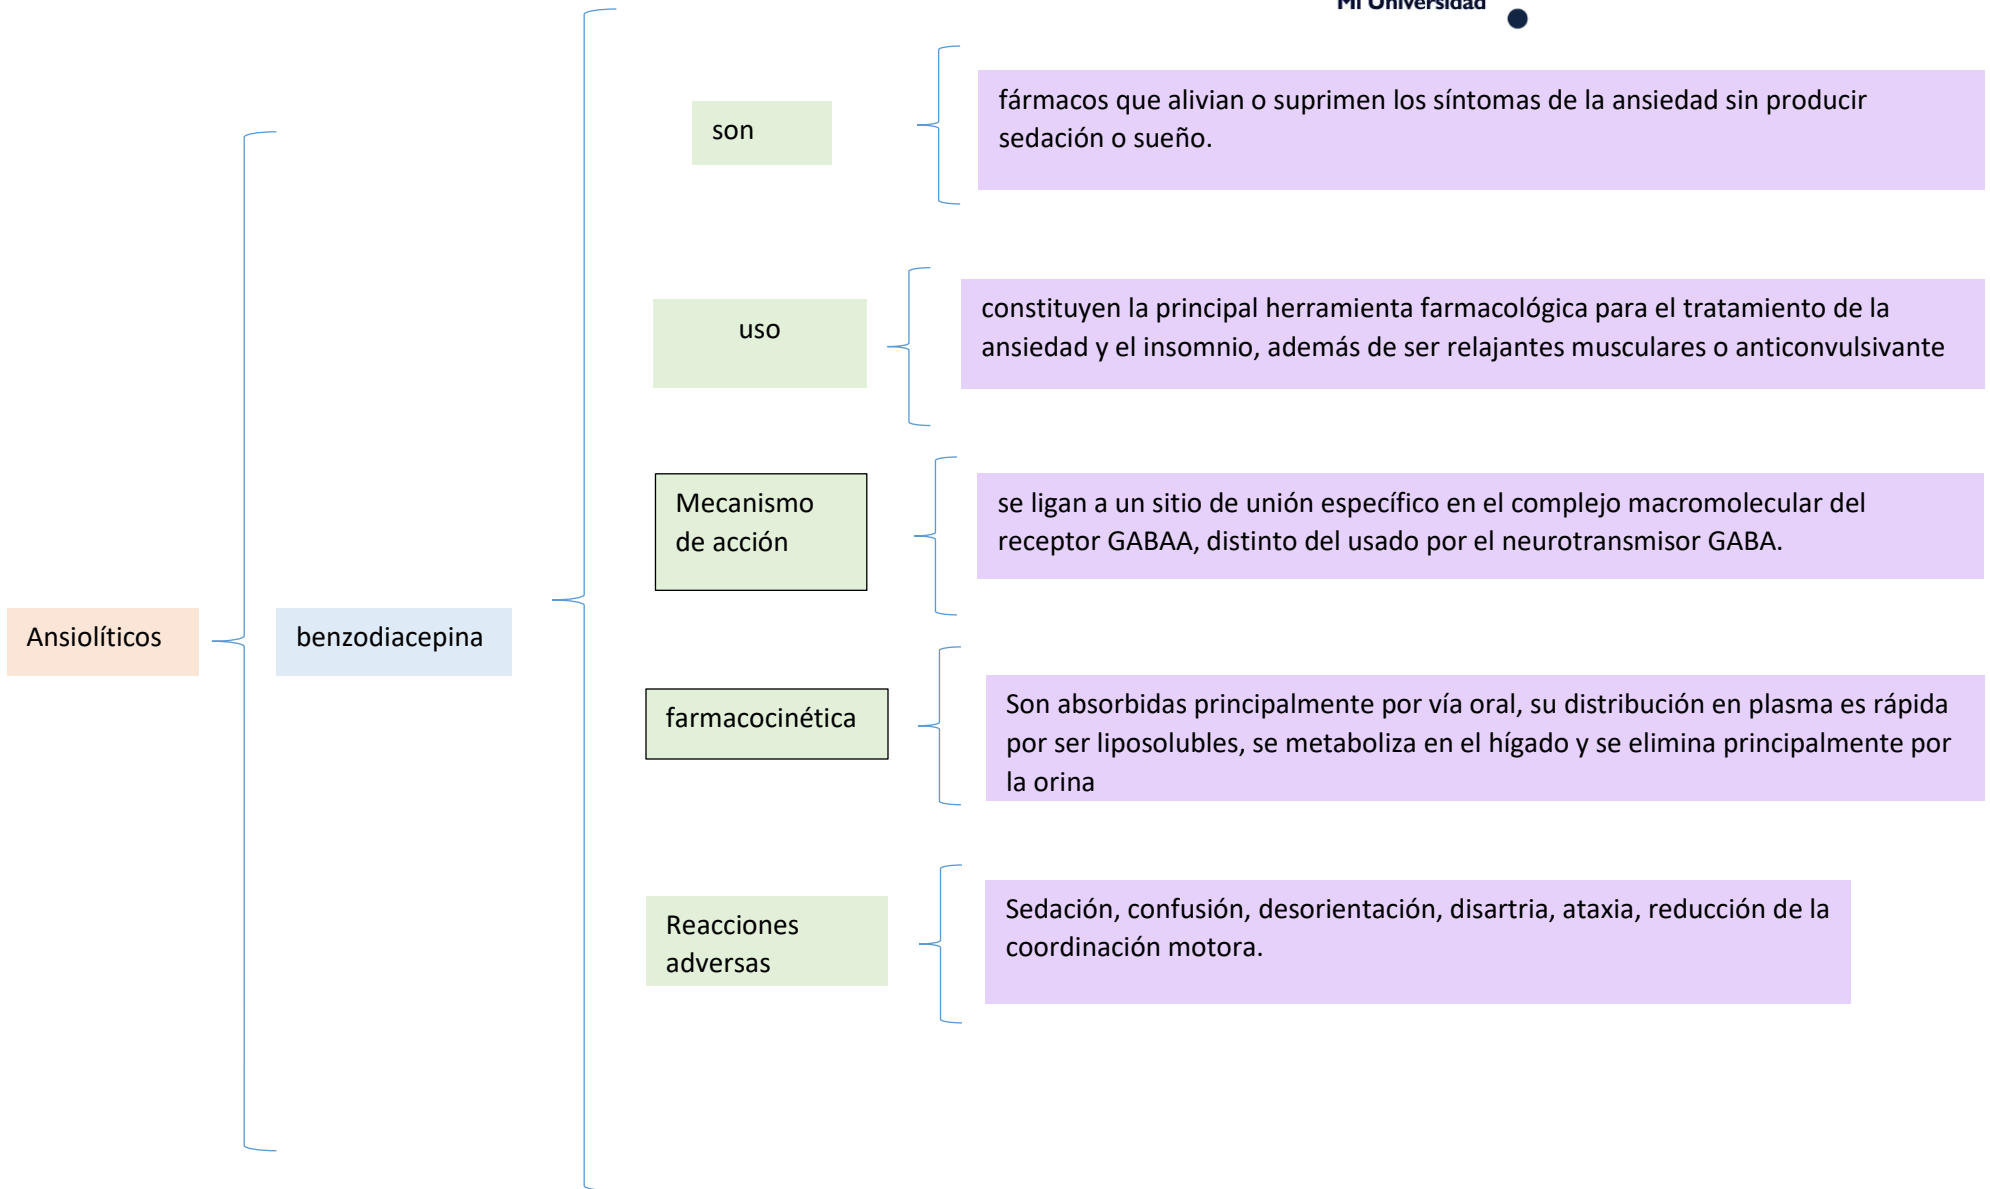 Mi Universidad
son
fármacos que alivian o suprimen los síntomas de la ansiedad sin producir
sedación o sueño.
uso
constituyen la principal herramienta farmacológica para el tratamiento de la
ansiedad y el insomnio, además de ser relajantes musculares o anticonvulsivante
Mecanismo
de acción
se ligan a un sitio de unión específico en el complejo macromolecular del
receptor GABAA, distinto del usado por el neurotransmisor GABA.
Ansiolíticos
benzodiacepina
farmacocinética
Son absorbidas principalmente por vía oral, su distribución en plasma es rápida
por ser liposolubles, se metaboliza en el hígado y se elimina principalmente por
la orina
Reacciones
adversas
Sedación, confusión, desorientación, disartria, ataxia, reducción de la
coordinación motora.